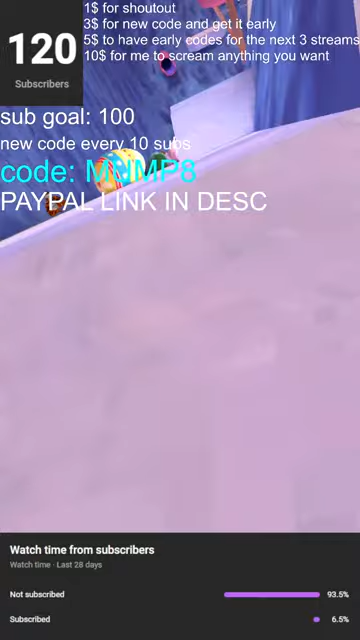 1$ for shoutout
3$ for new code and get it early
5$ to have early codes for the next 3 streams
10$ for me to scream anything you want
120
Subscribers
sub goal: 100
new code every 10 subs
code: MNMP8
PAYPAL LINK IN DESC
Watch time from subscribers
Watch time · Last 28 days
Not subscribed 93.5%
Subscribed 6.5%